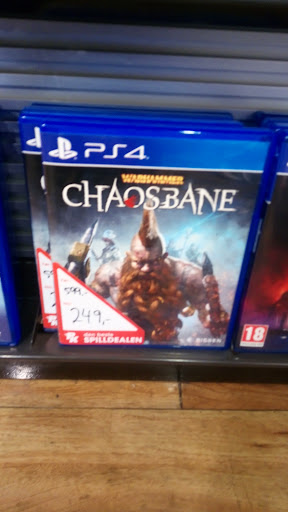 PS4
WARHAMMER
CHAOSBANE
599,-
249,-
den beste
SPILLDEALEN
18